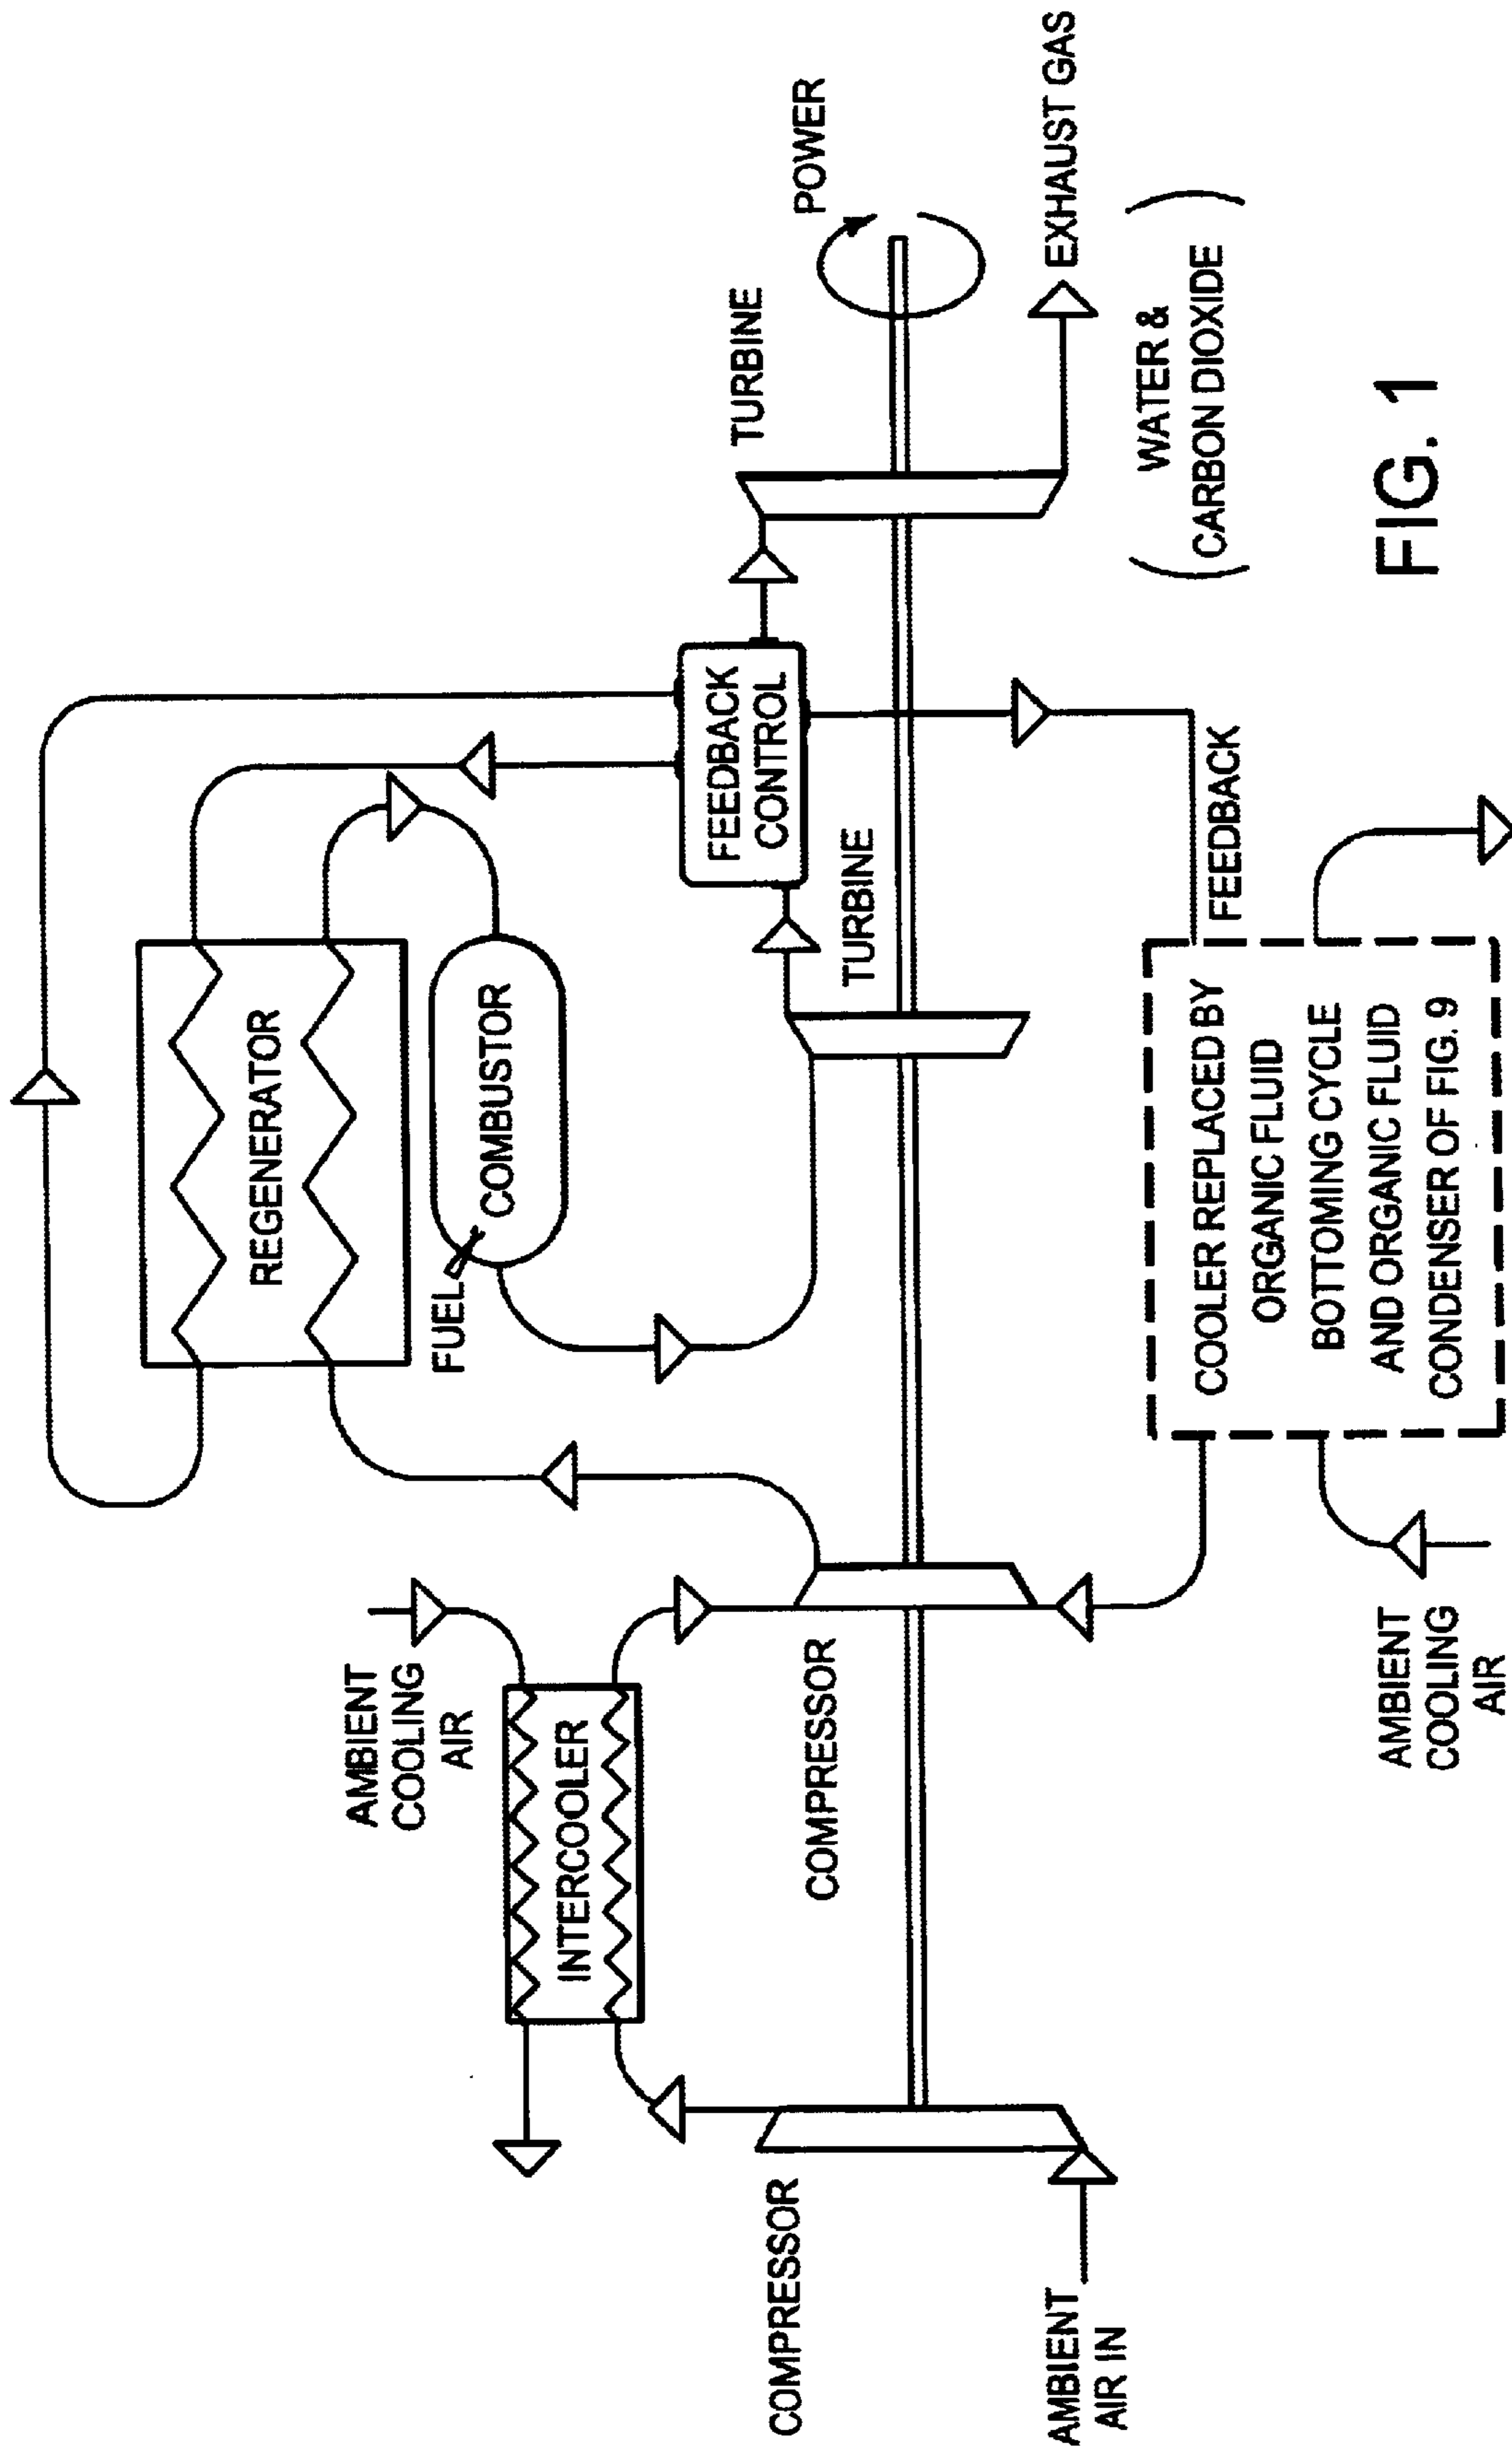 REGENERATOR
AMBIENT
COOLING
AIR
FUEL
COMBUSTOR
INTERCOOLER
FEEDBACK
CONTROL
TURBINE
POWER
COMPRESSOR
COMPRESSOR
TURBINE
EXHAUST GAS
AMBIENT
AIR IN
WATER &
CARBON DIOXIDE
FEEDBACK
COOLER REPLACED BY
ORGANIC FLUID
BOTTOMING CYCLE
AND ORGANIC FLUID
CONDENSER OF FIG. 9
AMBIENT
COOLING
AIR
FIG. 1